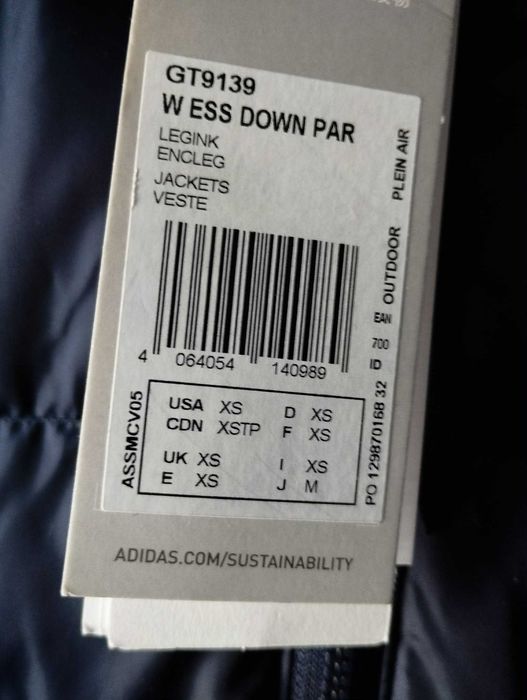 GT9139
W ESS DOWN PAR
LEGINK
ENCLEG
JACKETS
VESTE
OUTDOOR PLEIN AIR
EAN
700
ID
PO 129870168 32
4 064054 140989
ASSMCV05
USA XS D XS
CDN XSTP F XS
UK XS I XS
E XS J M
ADIDAS.COM/SUSTAINABILITY